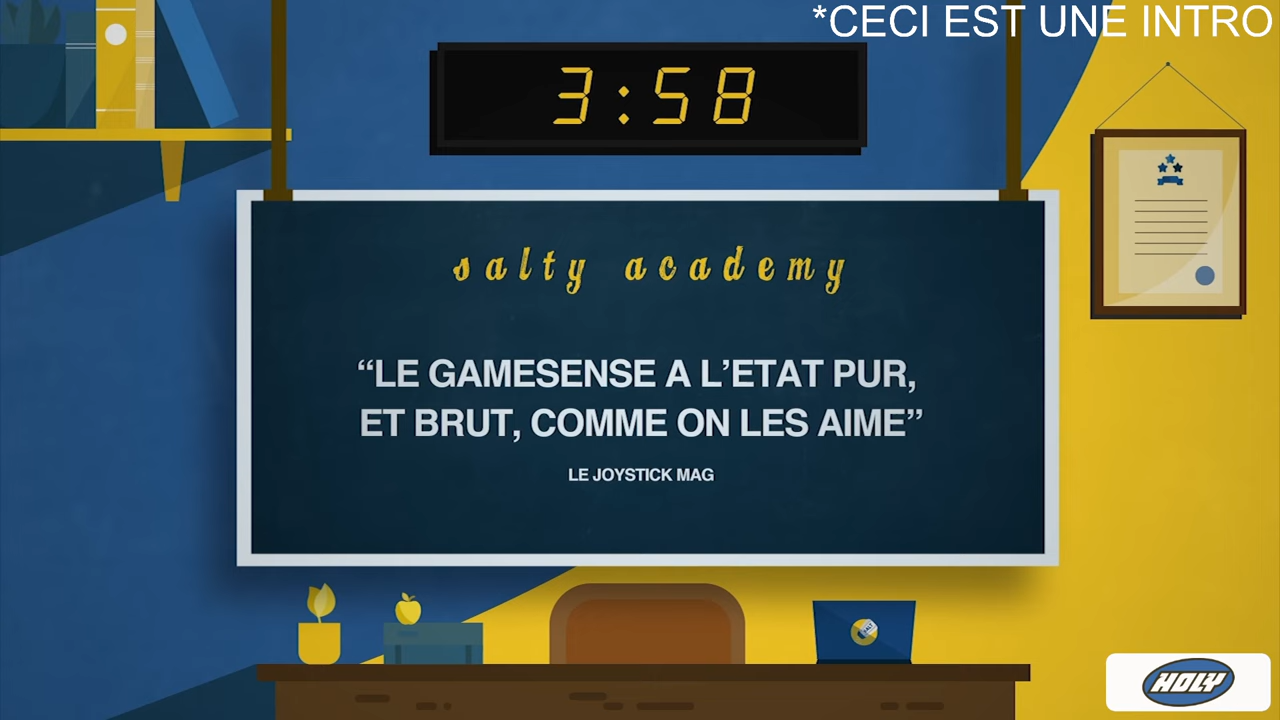 *CECI EST UNE INTRO
3:58
salty academy
“LE GAMESENSE A L’ETAT PUR,
ET BRUT, COMME ON LES AIME”
LE JOYSTICK MAG
HOLY